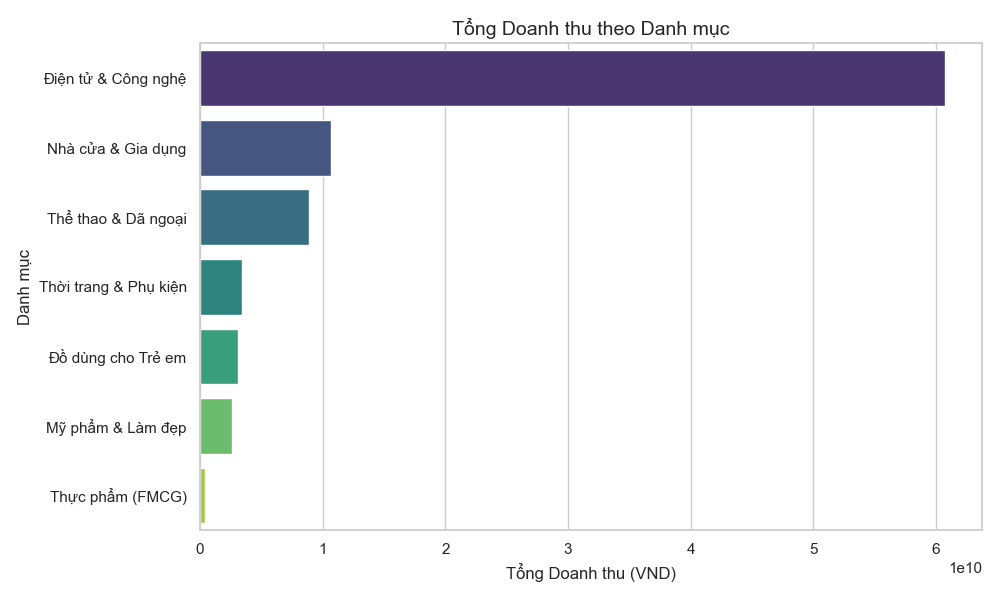 Tổng Doanh thu theo Danh mục
Điện tử & Công nghệ
Nhà cửa & Gia dụng
Thể thao & Dã ngoại
Thời trang & Phụ kiện
Đồ dùng cho Trẻ em
Mỹ phẩm & Làm đẹp
Thực phẩm (FMCG)
Danh mục
0 1 2 3 4 5 6
1e10
Tổng Doanh thu (VND)